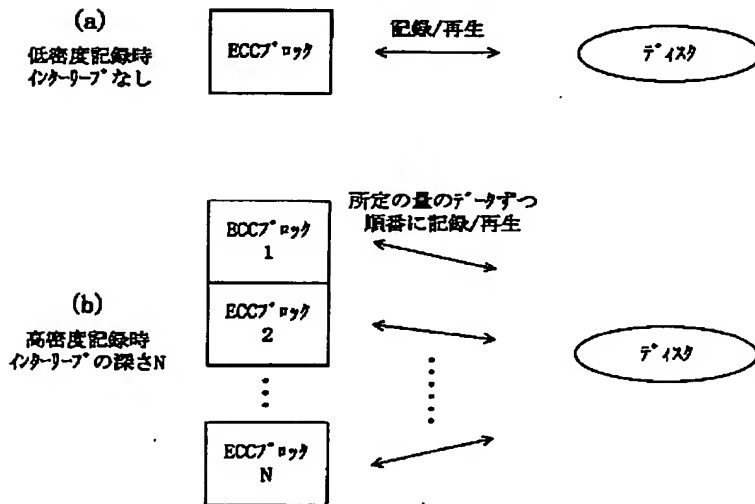 (a)
低密度記録時
ｲﾝﾀｰﾘｰﾌﾞなし
ECCﾌﾞﾛｯｸ
記録/再生
ﾃﾞｨｽｸ
(b)
高密度記録時
ｲﾝﾀｰﾘｰﾌﾞの深さN
ECCﾌﾞﾛｯｸ
1
ECCﾌﾞﾛｯｸ
2
ECCﾌﾞﾛｯｸ
N
所定の量のﾃﾞｰﾀずつ
順番に記録/再生
ﾃﾞｨｽｸ